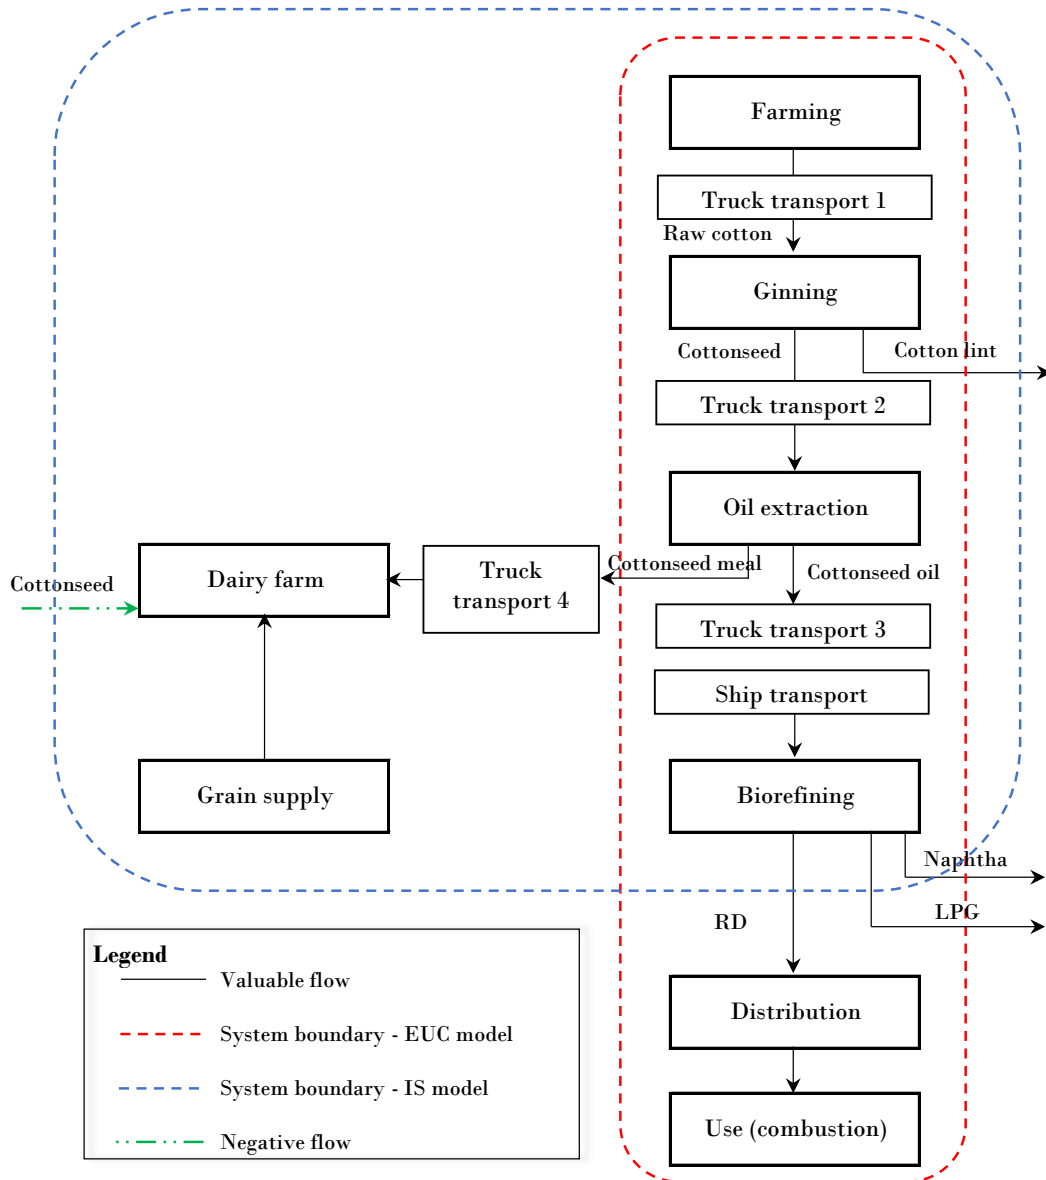 Farming
Truck transport 1
Raw cotton
Ginning
Cottonseed
Cotton lint
Truck transport 2
Oil extraction
Cottonseed meal
Cottonseed oil
Cottonseed
Dairy farm
Truck
transport 4
Truck transport 3
Ship transport
Grain supply
Biorefining
Naphtha
LPG
RD
Distribution
Use (combustion)
Legend
Valuable flow
System boundary - EUC model
System boundary - IS model
Negative flow